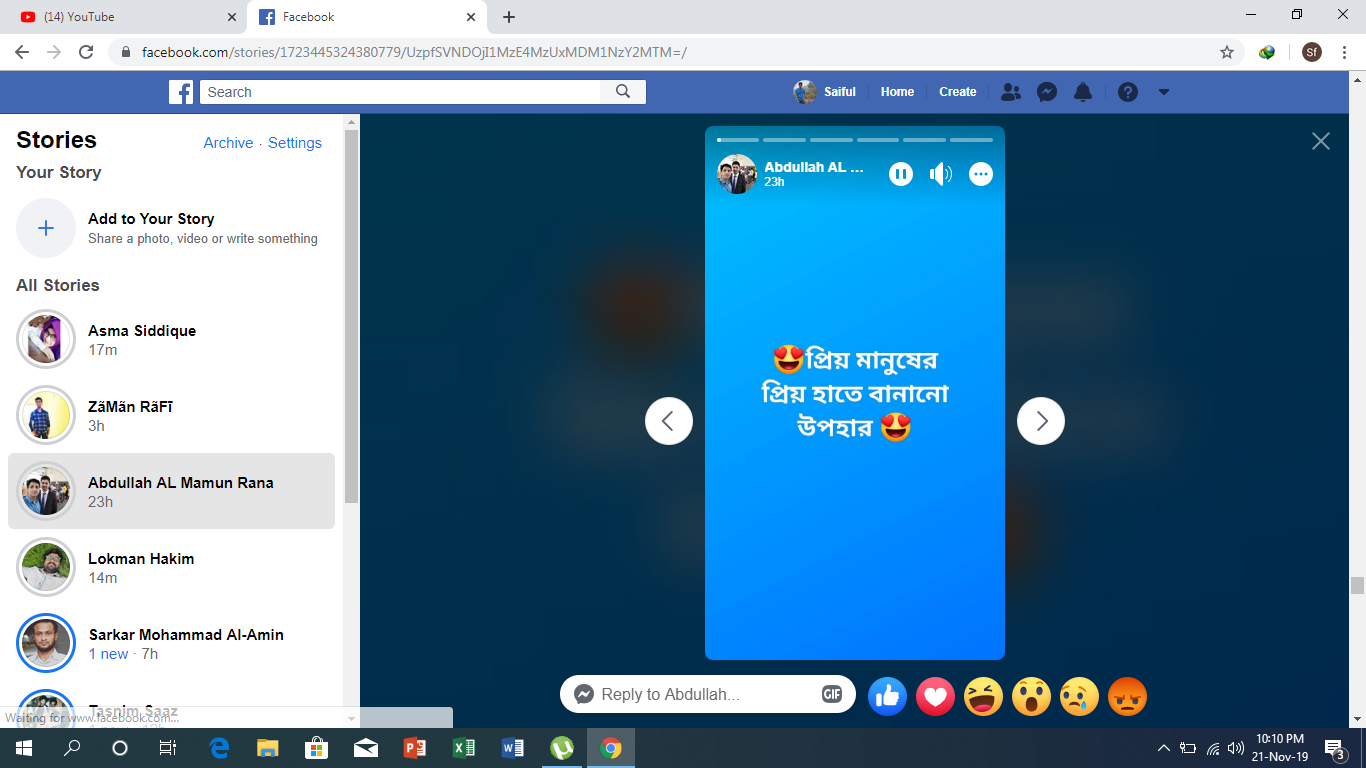 (14) YouTube
Facebook
facebook.com/stories/1723445324380779/UzpfSVNDOjI1MzE4MzUxMDM1NzY2MTM=/
Sf
Search
Saiful
Home
Create
Stories
Archive · Settings
Your Story
Add to Your Story
Share a photo, video or write something
All Stories
Asma Siddique
17m
ZãMãn RãFī
3h
Abdullah AL Mamun Rana
23h
Lokman Hakim
14m
Sarkar Mohammad Al-Amin
1 new · 7h
Tasnim Saaz
Waiting for www.facebook.com...
Abdullah AL ...
23h
😍প্রিয় মানুষের
প্রিয় হাতে বানানো
উপহার 😍
Reply to Abdullah...
GIF
10:10 PM
21-Nov-19
3